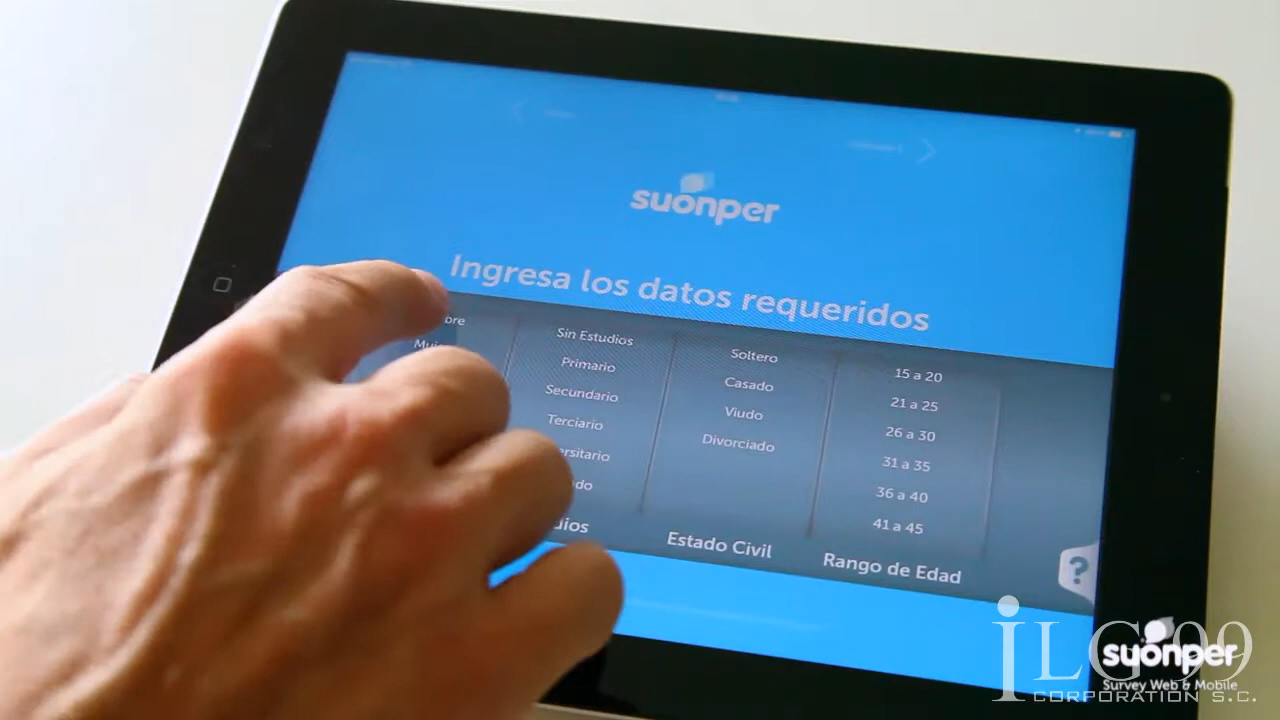 suonper
Ingresa los datos requeridos
Sin Estudios
Primario
Secundario
Terciario
Soltero
Casado
Viudo
Divorciado
15 a 20
21 a 25
26 a 30
31 a 35
36 a 40
41 a 45
Estado Civil
Rango de Edad
?
iLG99
CORPORATION S.C.
suonper
Survey Web & Mobile